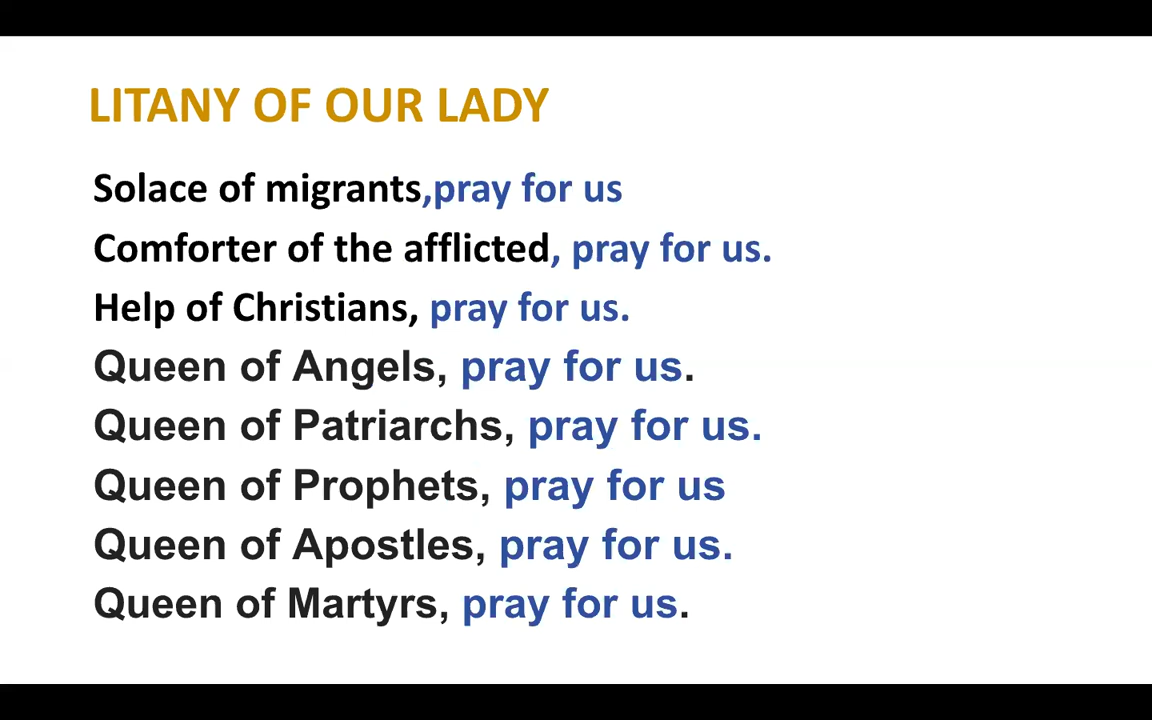 LITANY OF OUR LADY
Solace of migrants,pray for us
Comforter of the afflicted, pray for us.
Help of Christians, pray for us.
Queen of Angels, pray for us.
Queen of Patriarchs, pray for us.
Queen of Prophets, pray for us
Queen of Apostles, pray for us.
Queen of Martyrs, pray for us.